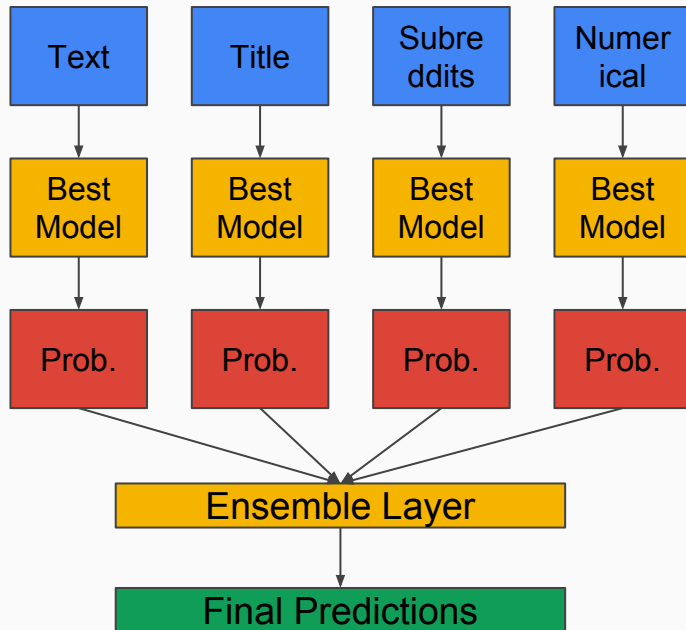 Text
Title
Subre
ddits
Numer
ical
Best
Model
Best
Model
Best
Model
Best
Model
Prob.
Prob.
Prob.
Prob.
Ensemble Layer
Final Predictions